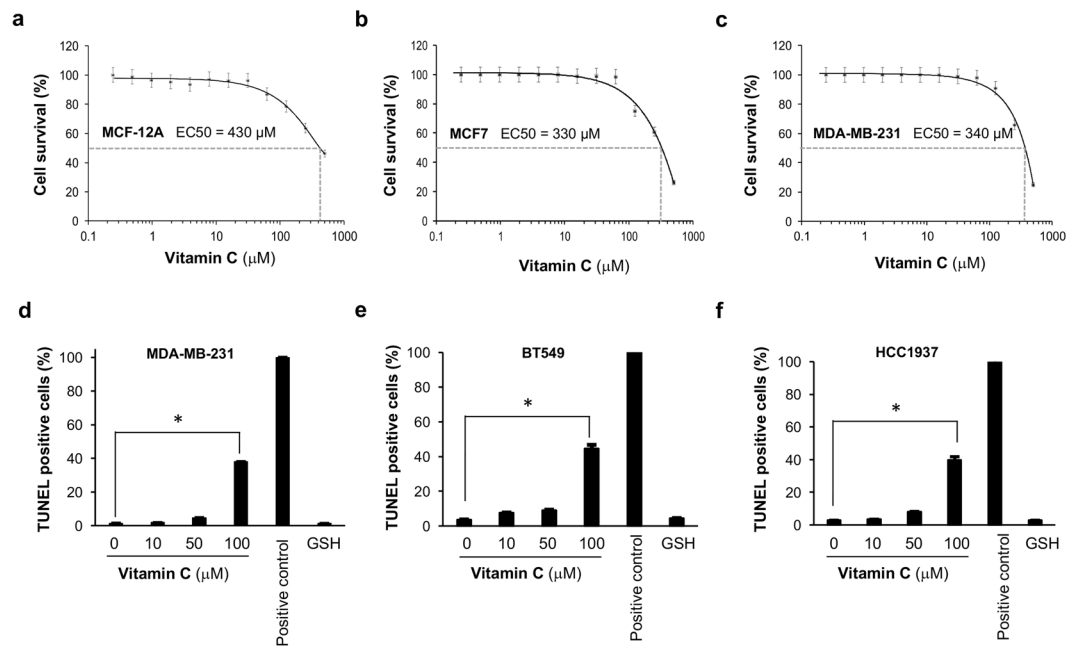 a
120
100
80
60
40
20
0
Cell survival (%)
MCF-12A EC50 = 430 μM
0.1 1 10 100 1000
Vitamin C (μM)
b
120
100
80
60
40
20
0
Cell survival (%)
MCF7 EC50 = 330 μM
0.1 1 10 100 1000
Vitamin C (μM)
c
120
100
80
60
40
20
0
Cell survival (%)
MDA-MB-231 EC50 = 340 μM
0.1 1 10 100 1000
Vitamin C (μM)
d
MDA-MB-231
100
80
60
40
20
0
TUNEL positive cells (%)
*
0 10 50 100 Positive control GSH
Vitamin C (μM)
e
BT549
100
80
60
40
20
0
TUNEL positive cells (%)
*
0 10 50 100 Positive control GSH
Vitamin C (μM)
f
HCC1937
100
80
60
40
20
0
TUNEL positive cells (%)
*
0 10 50 100 Positive control GSH
Vitamin C (μM)